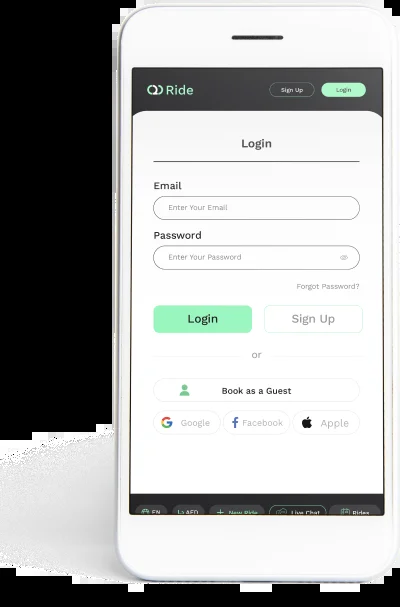 Ride
Sign Up
Login
Login
Email
Enter Your Email
Password
Enter Your Password
Forgot Password?
Login
Sign Up
or
Book as a Guest
Google
Facebook
Apple
EN
AED
+ New Ride
Live Chat
Rides